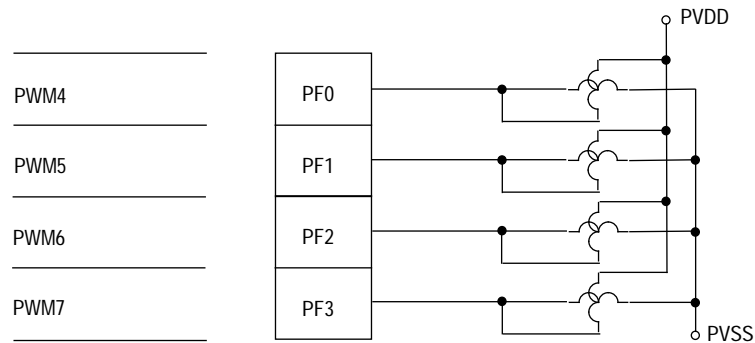 PVDD
PWM4 PF0
PWM5 PF1
PWM6 PF2
PWM7 PF3
PVSS